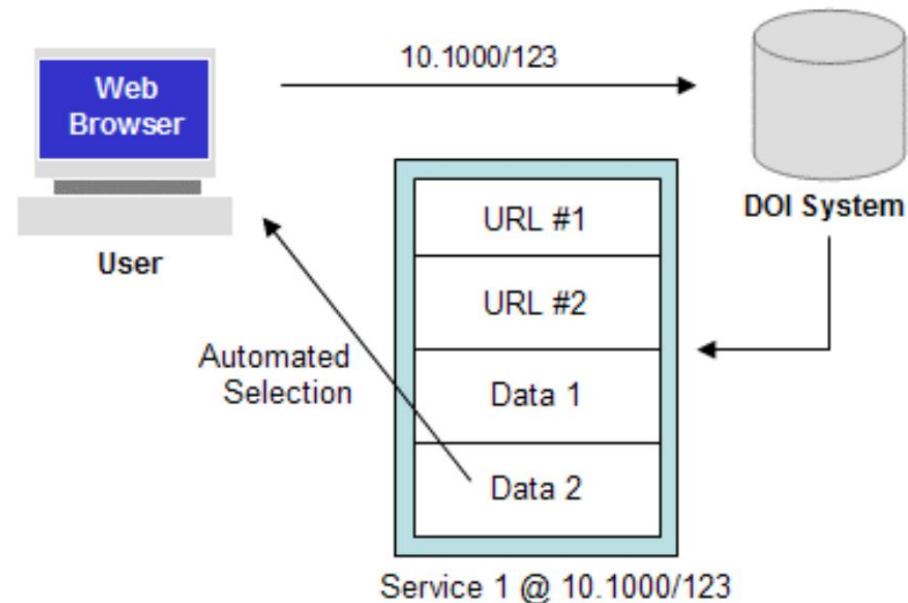 Web
Browser
User
10.1000/123
DOI System
URL #1
URL #2
Data 1
Data 2
Automated
Selection
Service 1 @ 10.1000/123